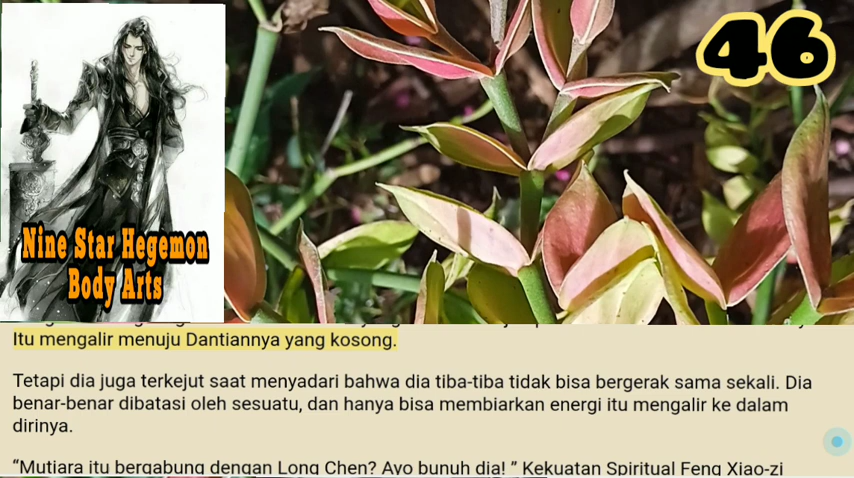 46
Nine Star Hegemon
Body Arts
Itu mengalir menuju Dantiannya yang kosong.
Tetapi dia juga terkejut saat menyadari bahwa dia tiba-tiba tidak bisa bergerak sama sekali. Dia
benar-benar dibatasi oleh sesuatu, dan hanya bisa membiarkan energi itu mengalir ke dalam
dirinya.
“Mutiara itu bergabung dengan Long Chen? Ayo bunuh dia! ” Kekuatan Spiritual Feng Xiao-zi